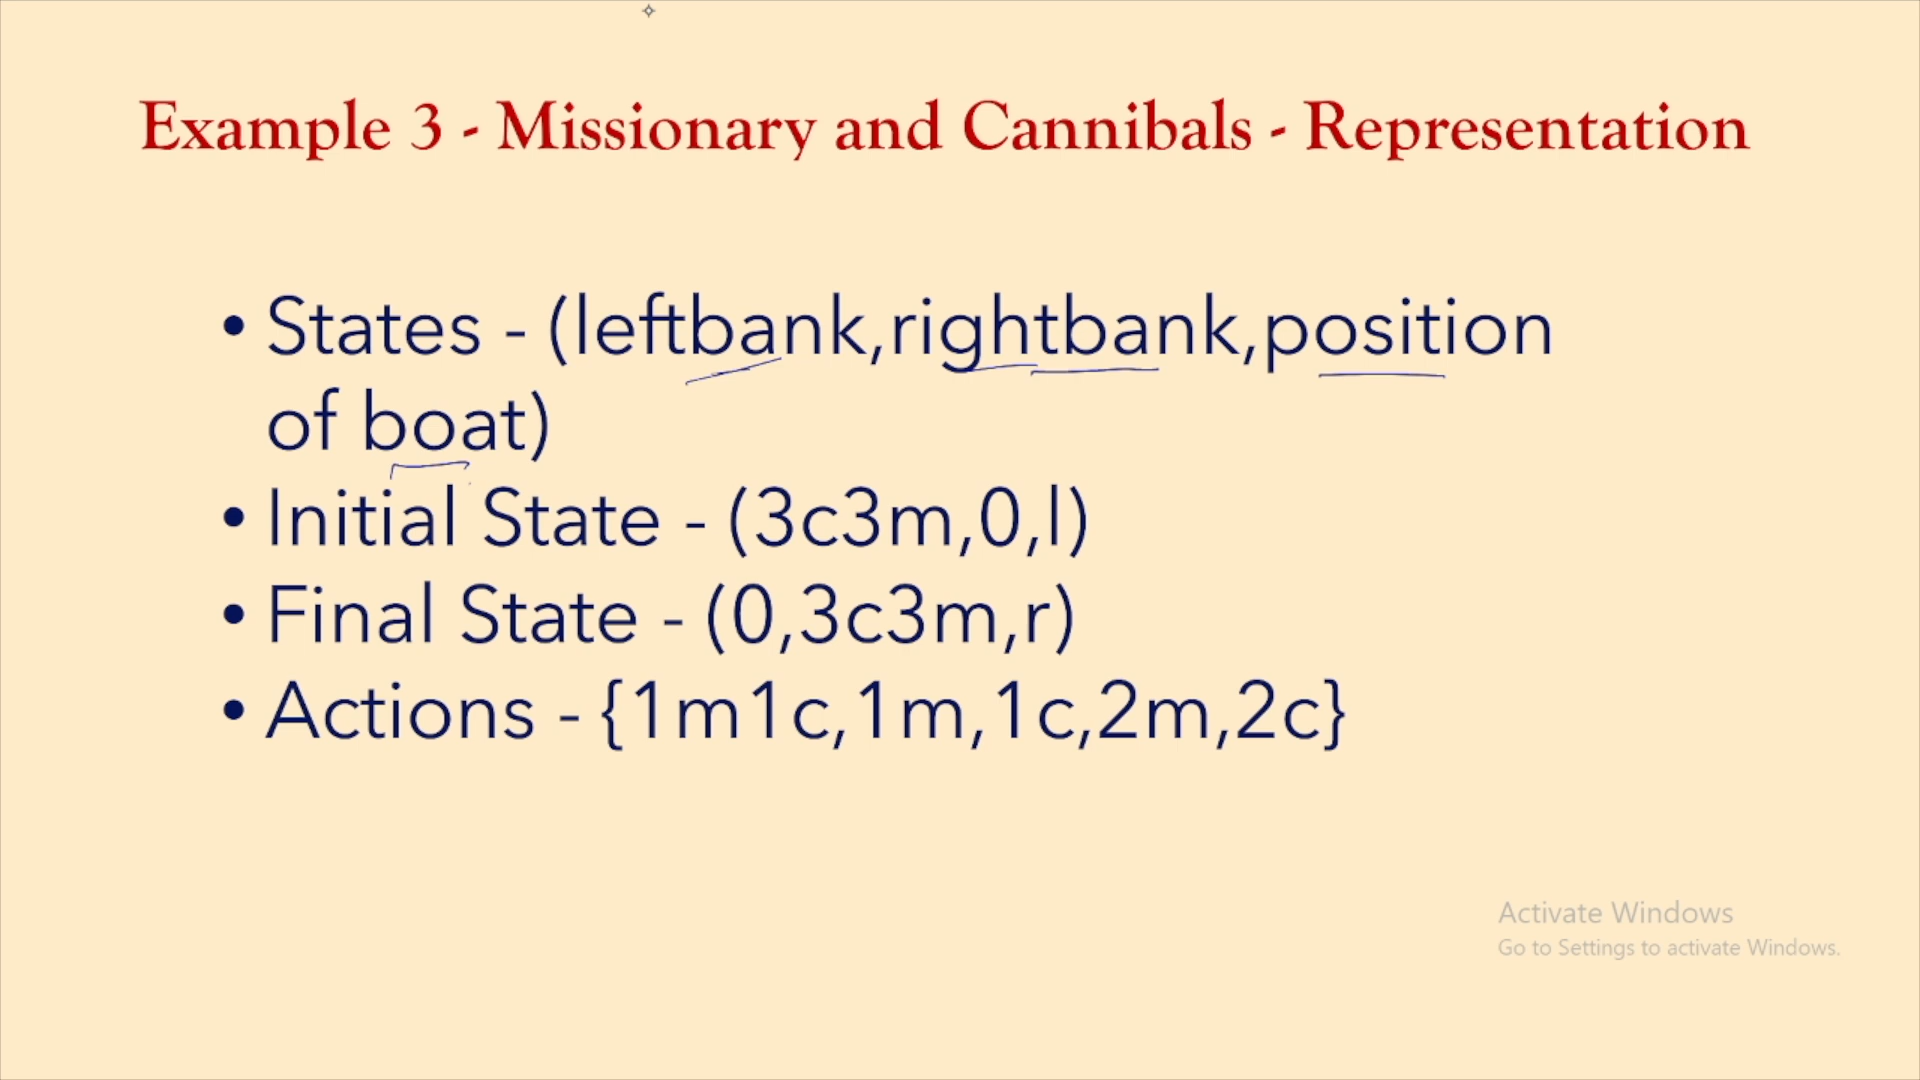 Example 3 - Missionary and Cannibals - Representation
• States - (leftbank,rightbank,position
of boat)
• Initial State - (3c3m,0,l)
• Final State - (0,3c3m,r)
• Actions - {1m1c,1m,1c,2m,2c}
Activate Windows
Go to Settings to activate Windows.